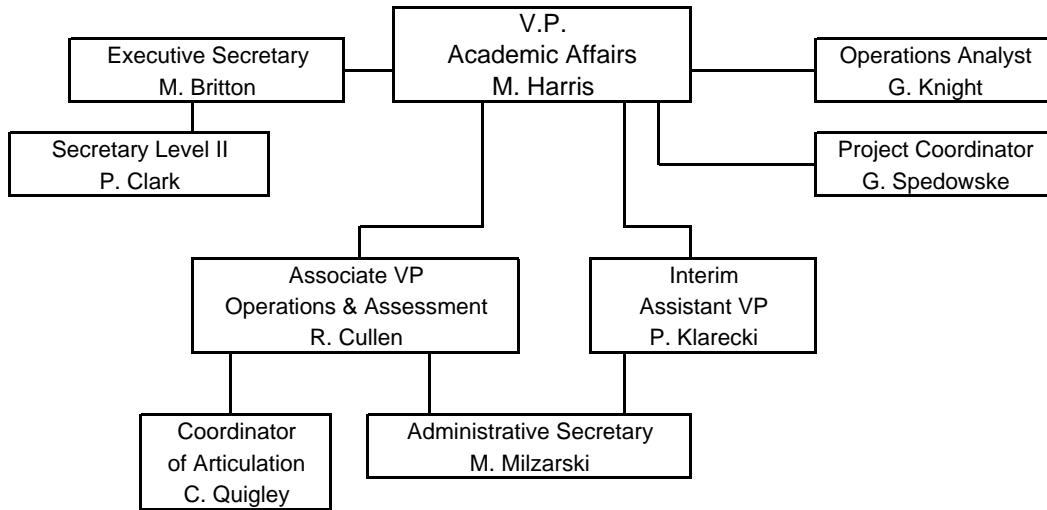 V.P.
Academic Affairs
M. Harris
Executive Secretary
M. Britton
Operations Analyst
G. Knight
Secretary Level II
P. Clark
Project Coordinator
G. Spedowske
Associate VP
Operations & Assessment
R. Cullen
Interim
Assistant VP
P. Klarecki
Coordinator
of Articulation
C. Quigley
Administrative Secretary
M. Milzarski